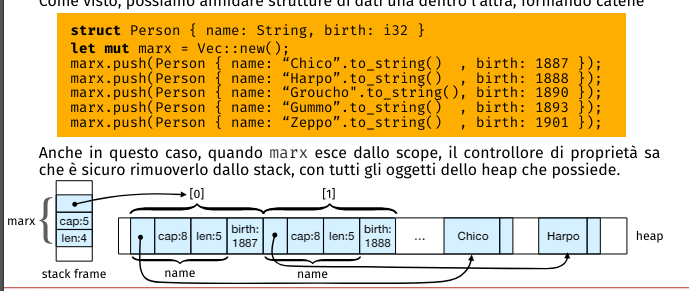 Come visto, possiamo annidare strutture di dati una dentro l'altra, formando catene
struct Person { name: String, birth: i32 }
let mut marx = Vec::new();
marx.push(Person { name: “Chico”.to_string()  , birth: 1887 });
marx.push(Person { name: “Harpo”.to_string()  , birth: 1888 });
marx.push(Person { name: “Groucho".to_string(), birth: 1890 });
marx.push(Person { name: “Gummo”.to_string()  , birth: 1893 });
marx.push(Person { name: “Zeppo”.to_string()  , birth: 1901 });
Anche in questo caso, quando marx esce dallo scope, il controllore di proprietà sa
che è sicuro rimuoverlo dallo stack, con tutti gli oggetti dello heap che possiede.
[0] [1]
marx
cap:5
len:4
stack frame
cap:8 len:5 birth: 1887 cap:8 len:5 birth: 1888 ... Chico Harpo heap
name name